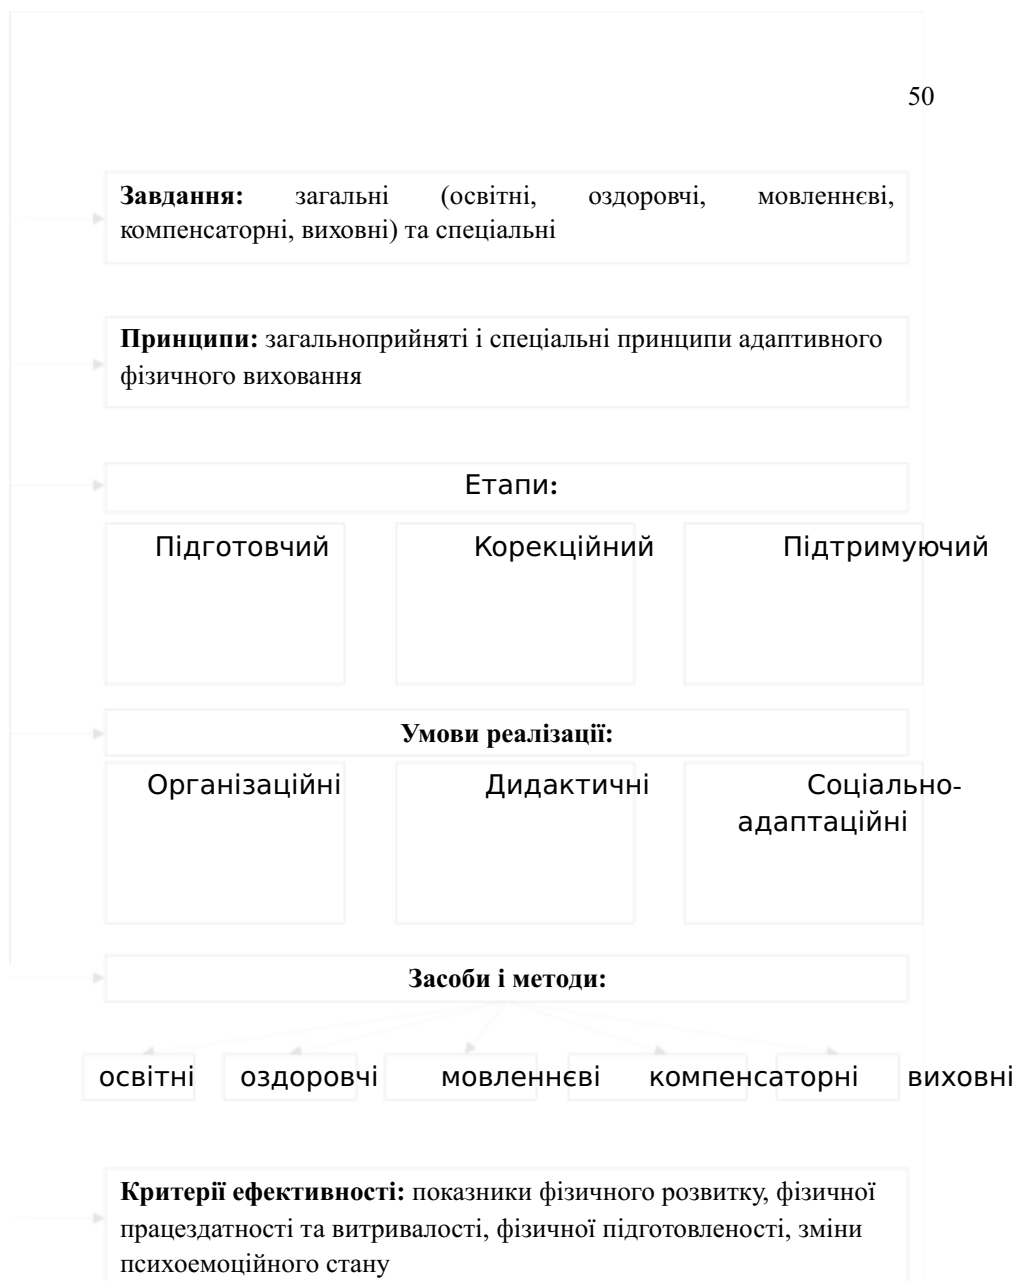 50
Завдання: загальні (освітні, оздоровчі, мовленнєві,
компенсаторні, виховні) та спеціальні
Принципи: загальноприйняті і спеціальні принципи адаптивного
фізичного виховання
Етапи:
Підготовчий Корекційний Підтримуючий
Умови реалізації:
Організаційні Дидактичні Соціально-
адаптаційні
Засоби і методи:
освітні оздоровчі мовленнєві компенсаторні виховні
Критерії ефективності: показники фізичного розвитку, фізичної
працездатності та витривалості, фізичної підготовленості, зміни
психоемоційного стану